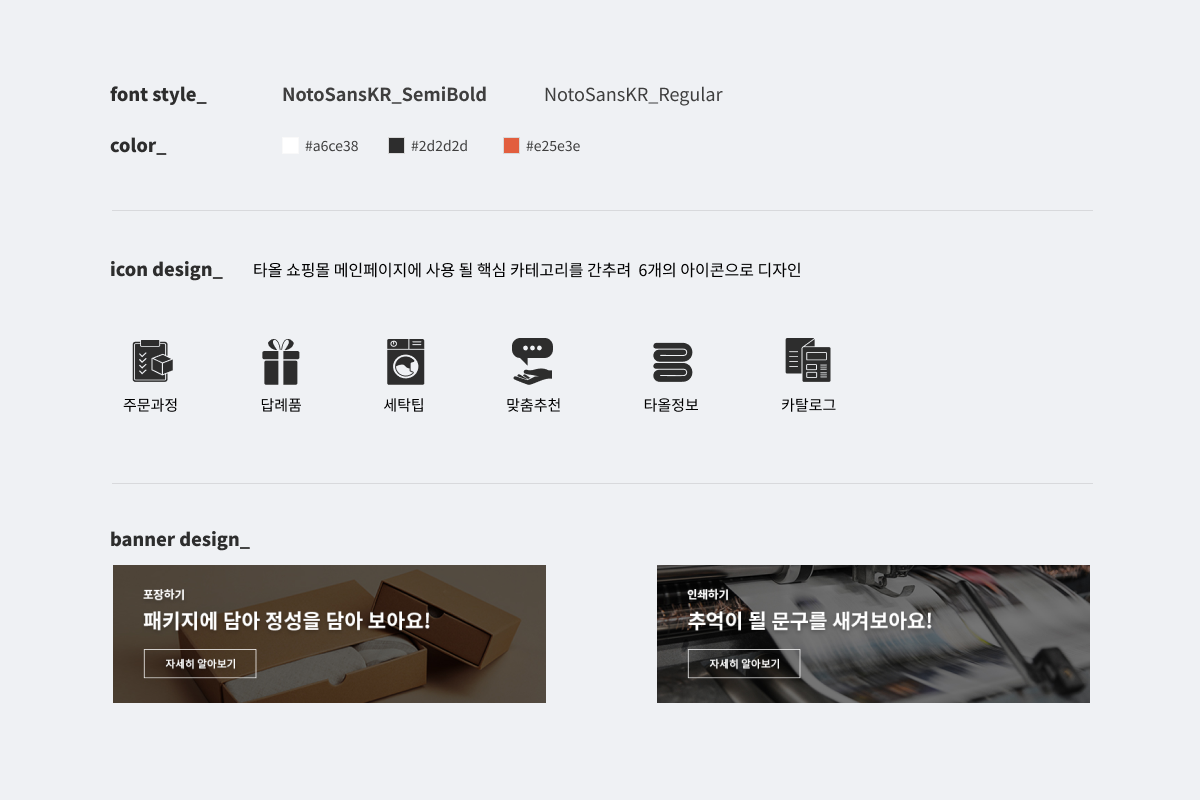 font style_ NotoSansKR_SemiBold NotoSansKR_Regular
color_ #a6ce38 #2d2d2d #e25e3e
icon design_ 타올 쇼핑몰 메인페이지에 사용 될 핵심 카테고리를 간추려 6개의 아이콘으로 디자인
주문과정 답례품 세탁팁 맞춤추천 타올정보 카탈로그
banner design_
포장하기
패키지에 담아 정성을 담아 보아요!
자세히 알아보기
인쇄하기
추억이 될 문구를 새겨보아요!
자세히 알아보기